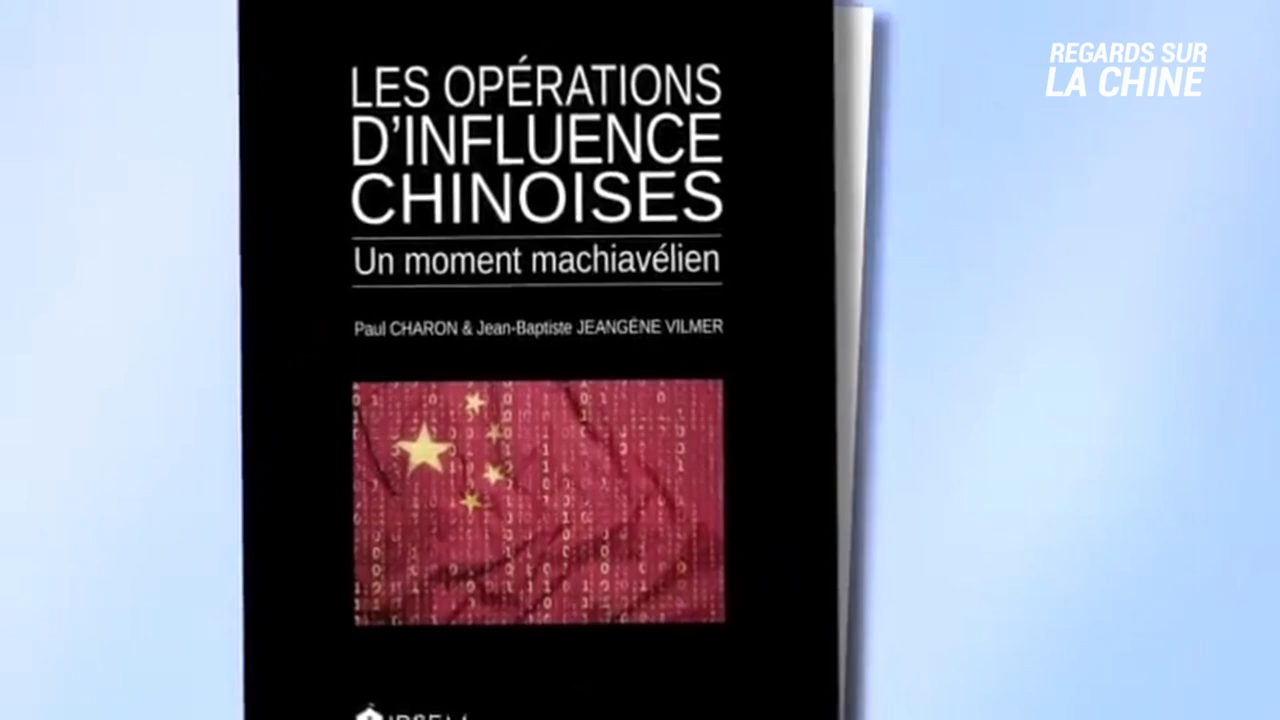 REGARDS SUR
LA CHINE
LES OPÉRATIONS
D'INFLUENCE
CHINOISES
Un moment machiavélien
Paul CHARON & Jean-Baptiste JEANGÈNE VILMER